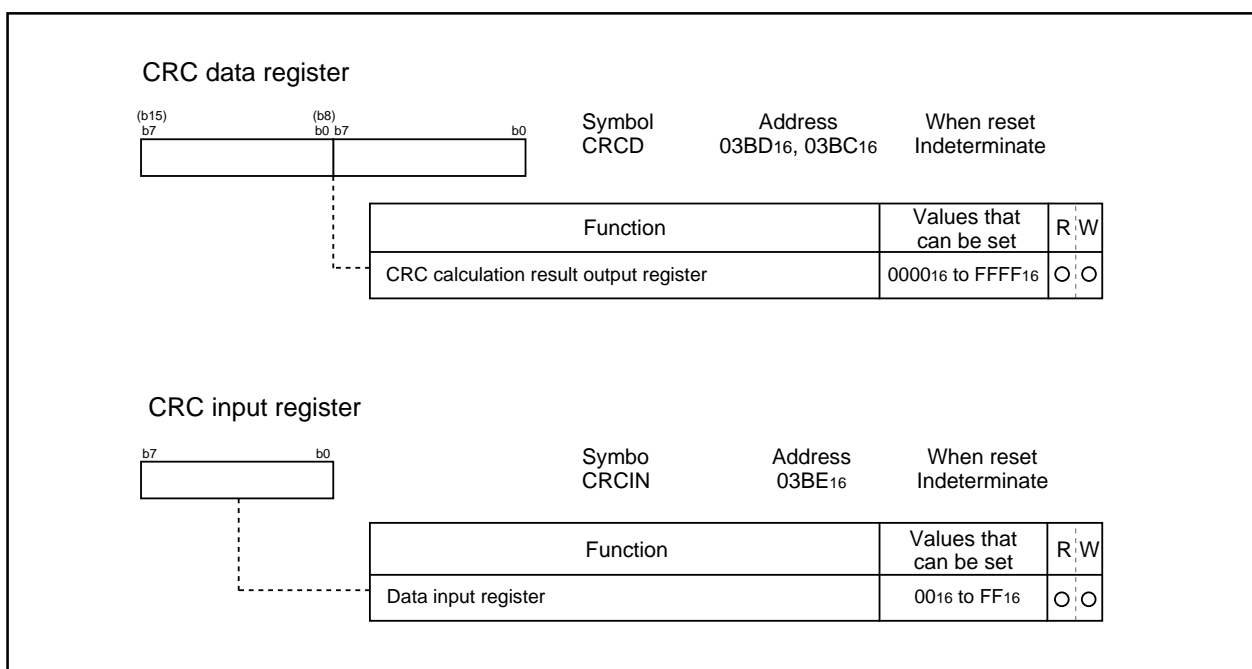 CRC data register
(b15) (b8)
b7 b0 b7 b0
Symbol Address When reset
CRCD 03BD16, 03BC16 Indeterminate
Function Values that can be set R W
CRC calculation result output register 000016 to FFFF16 O O
CRC input register
b7 b0
Symbo Address When reset
CRCIN 03BE16 Indeterminate
Function Values that can be set R W
Data input register 0016 to FF16 O O